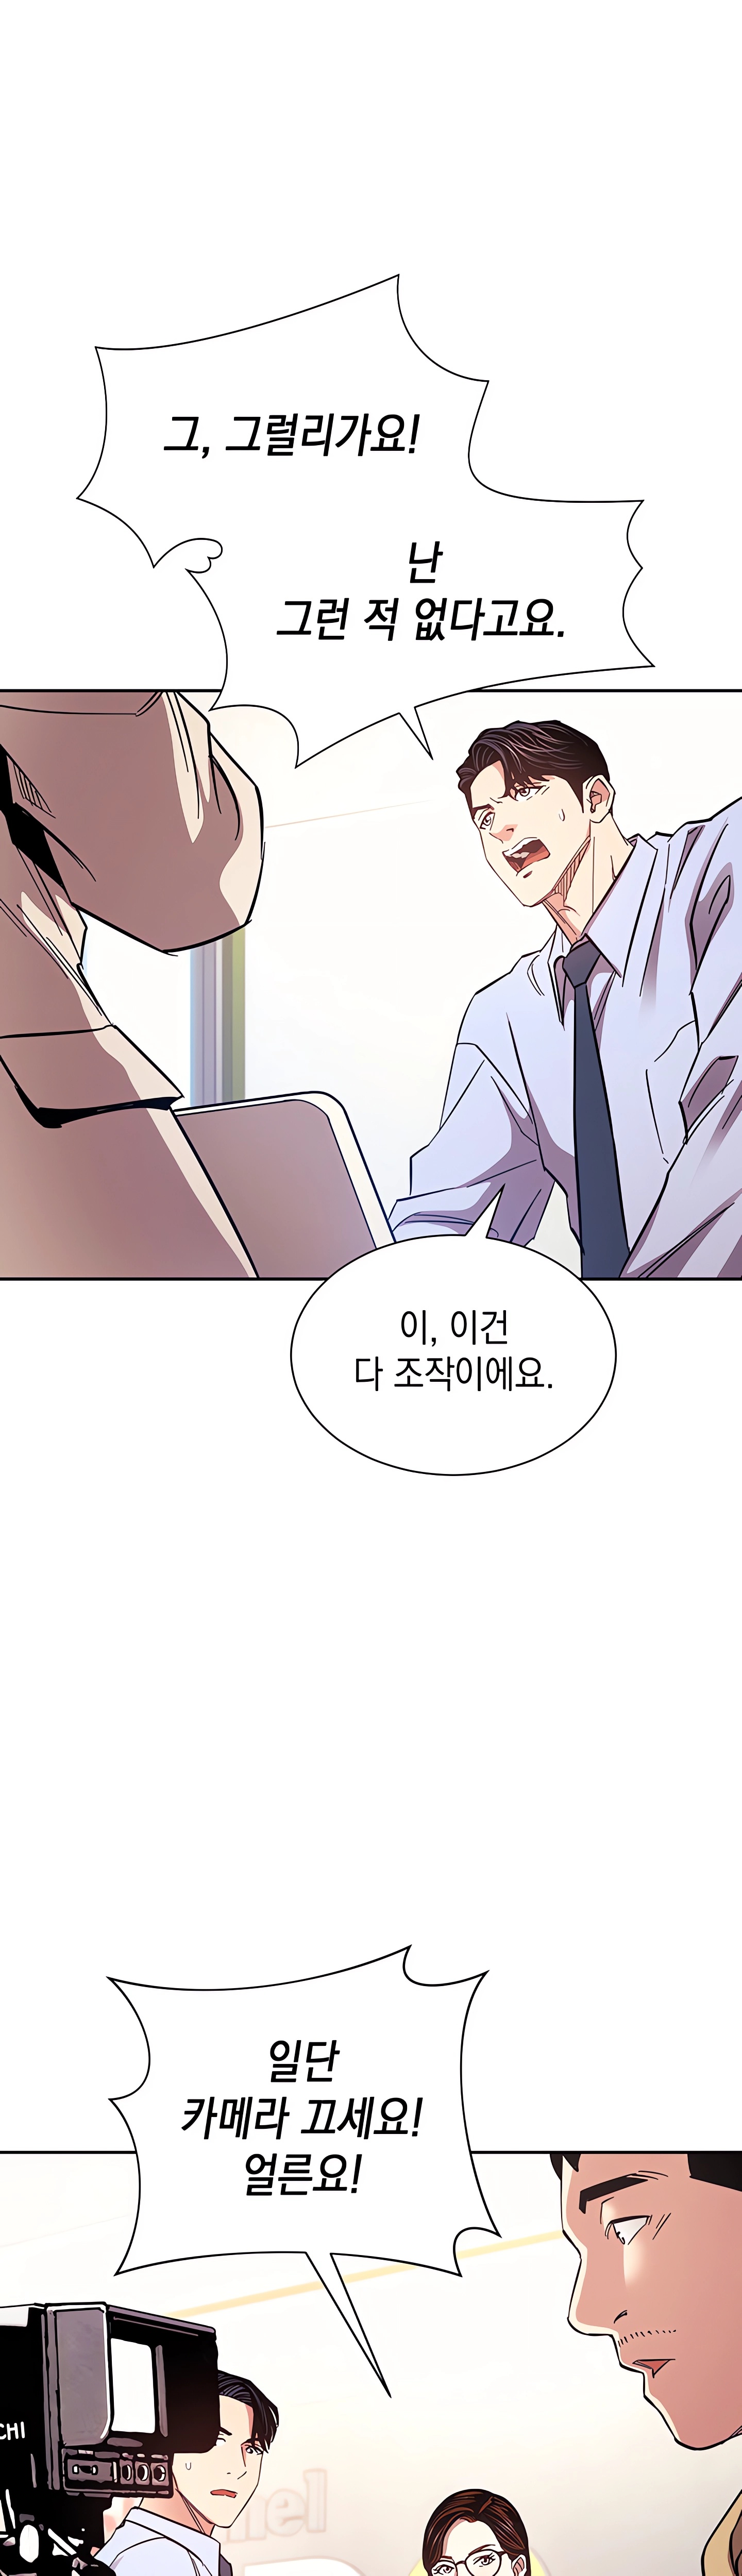 그, 그럴리가요!
난
그런 적 없다고요.
이, 이건
다 조작이에요.
일단
카메라 끄세요!
얼른요!
CHI
nel